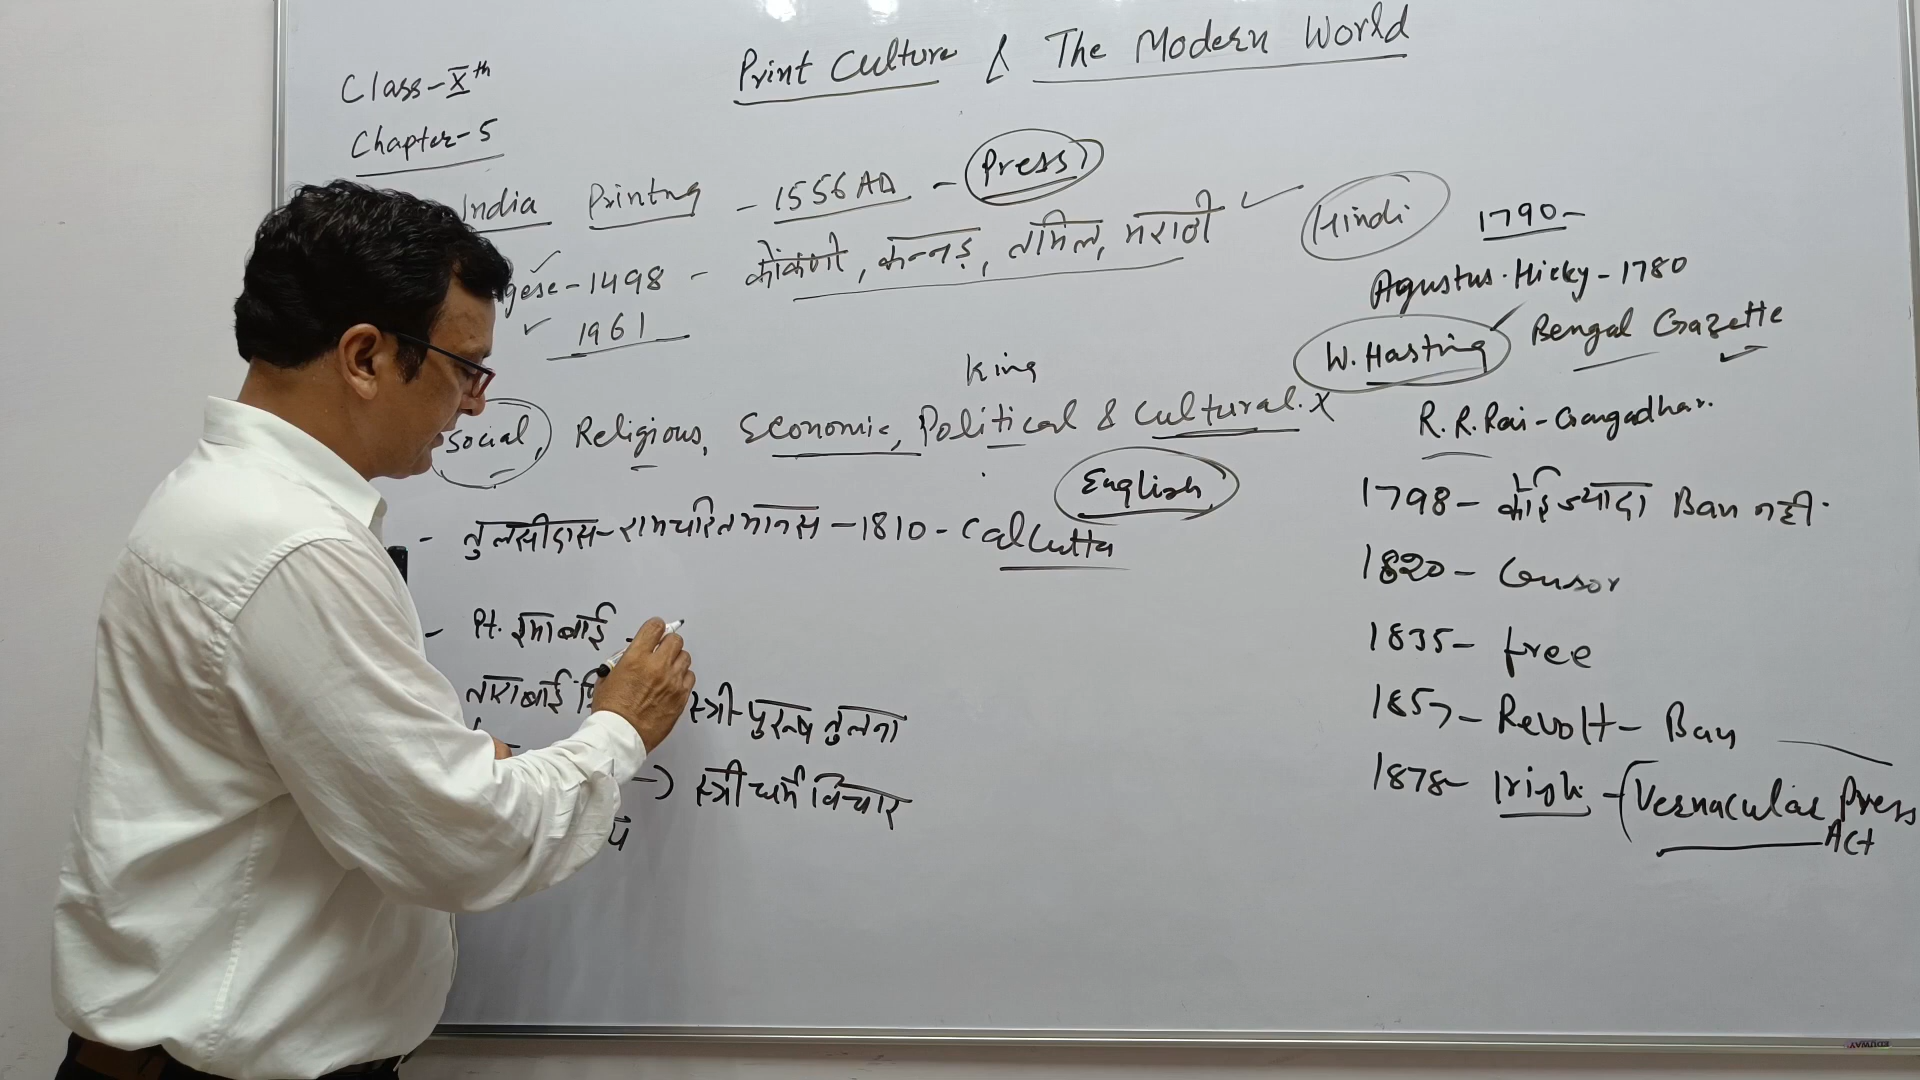 Print Culture & The Modern World
Class-Xth
Chapter-5
India Printng - 1556 AD - Press
gese - 1498 - कोंकणी, कन्नड़, तमिल, मराठी
1961
King
Social, Religious, Economic, Political & Cultural. X
English
- तुलसीदास - रामचरितमानस - 1810 - Calcutta
- Pt. रमाबाई -
ताराबाई स्त्री-पुरुष तुलना
-> स्त्री धर्म विचार
Hindi 1790-
Agustus. Hicky - 1780
W. Hasting Bengal Gazette
R. R. Rai - Gangadhar.
1798 - कोई ज्यादा Ban नही.
1820 - Censor
1835 - free
1857 - Revolt - Ban
1878 - Irish - (Vernacular Press
Act
EDUWAY